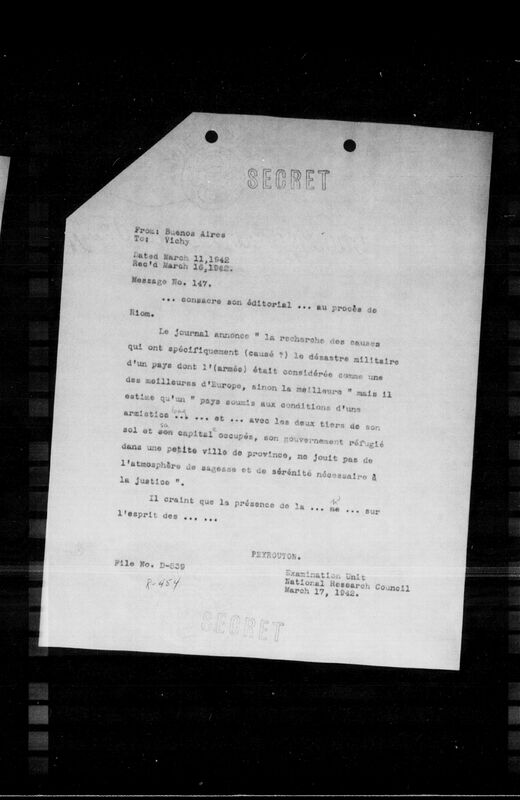 SECRET
From: Buenos Aires
To: Vichy
Dated March 11,1942
Rec'd March 16,1942.
Message No. 147.
... consacre son éditorial ... au procès de
Riom.
Le journal annonce " la recherche des causes
qui ont spécifiquement (causé ?) le désastre militaire
d'un pays dont l'(armée) était considérée comme une
des meilleures d'Europe, sinon la meilleure " mais il
estime qu'un " pays soumis aux conditions d'une
armistice ... ... et ... avec les deux tiers de son
sol et sa capitale occupés, son gouvernement réfugié
dans une petite ville de province, ne jouit pas de
l'atmosphère de sagesse et de sérénité nécessaire à
la justice ".
Il craint que la présence de la ... ne ... sur
l'esprit des ... ...
PEYROUTON.
File No. D-539
R-454
Examination Unit
National Research Council
March 17, 1942.
SECRET